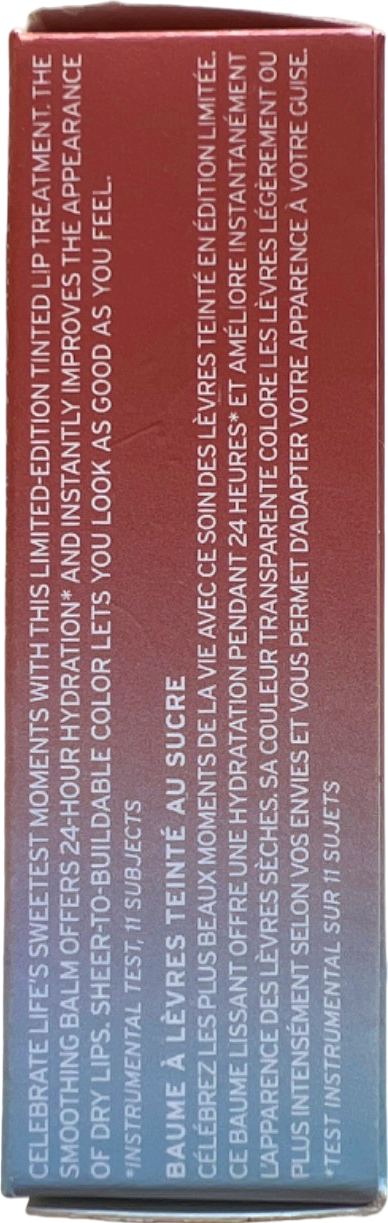 CELEBRATE LIFE'S SWEETEST MOMENTS WITH THIS LIMITED-EDITION TINTED LIP TREATMENT. THE
SMOOTHING BALM OFFERS 24-HOUR HYDRATION* AND INSTANTLY IMPROVES THE APPEARANCE
OF DRY LIPS. SHEER-TO-BUILDABLE COLOR LETS YOU LOOK AS GOOD AS YOU FEEL.
*INSTRUMENTAL TEST, 11 SUBJECTS
BAUME À LÈVRES TEINTÉ AU SUCRE
CÉLÉBREZ LES PLUS BEAUX MOMENTS DE LA VIE AVEC CE SOIN DES LÈVRES TEINTÉ EN ÉDITION LIMITÉE.
CE BAUME LISSANT OFFRE UNE HYDRATATION PENDANT 24 HEURES* ET AMÉLIORE INSTANTANÉMENT
L'APPARENCE DES LÈVRES SÈCHES. SA COULEUR TRANSPARENTE COLORE LES LÈVRES LÉGÈREMENT OU
PLUS INTENSÉMENT SELON VOS ENVIES ET VOUS PERMET D'ADAPTER VOTRE APPARENCE À VOTRE GUISE.
*TEST INSTRUMENTAL SUR 11 SUJETS